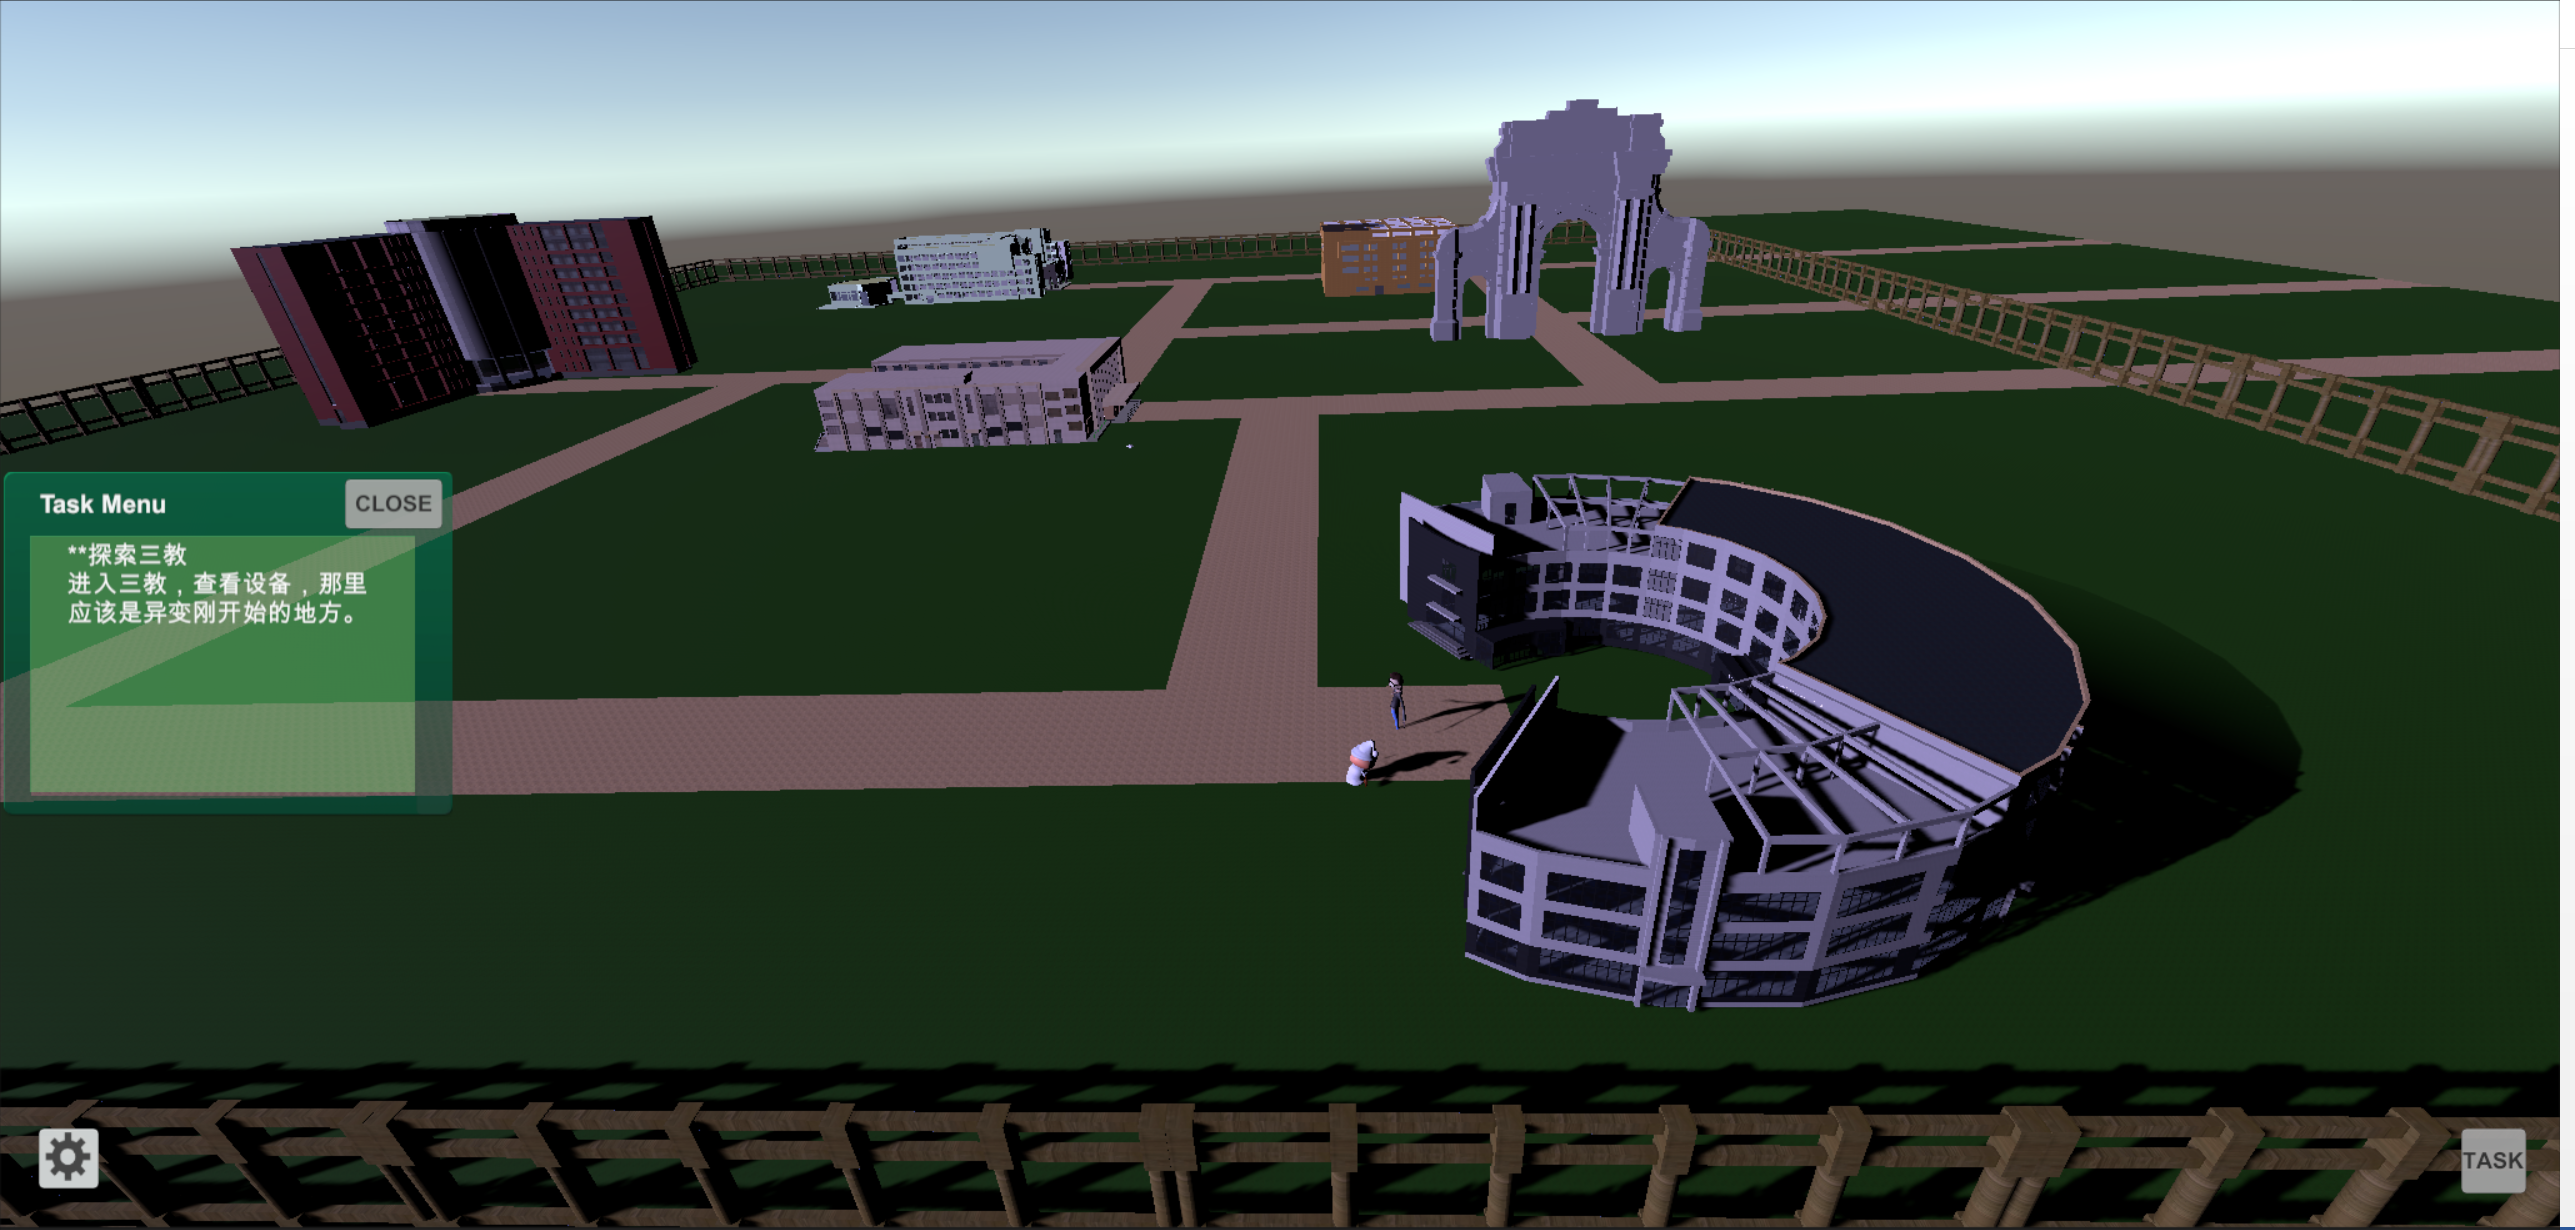 Task Menu
CLOSE
**探索三教
进入三教，查看设备，那里
应该是异变刚开始的地方。
TASK